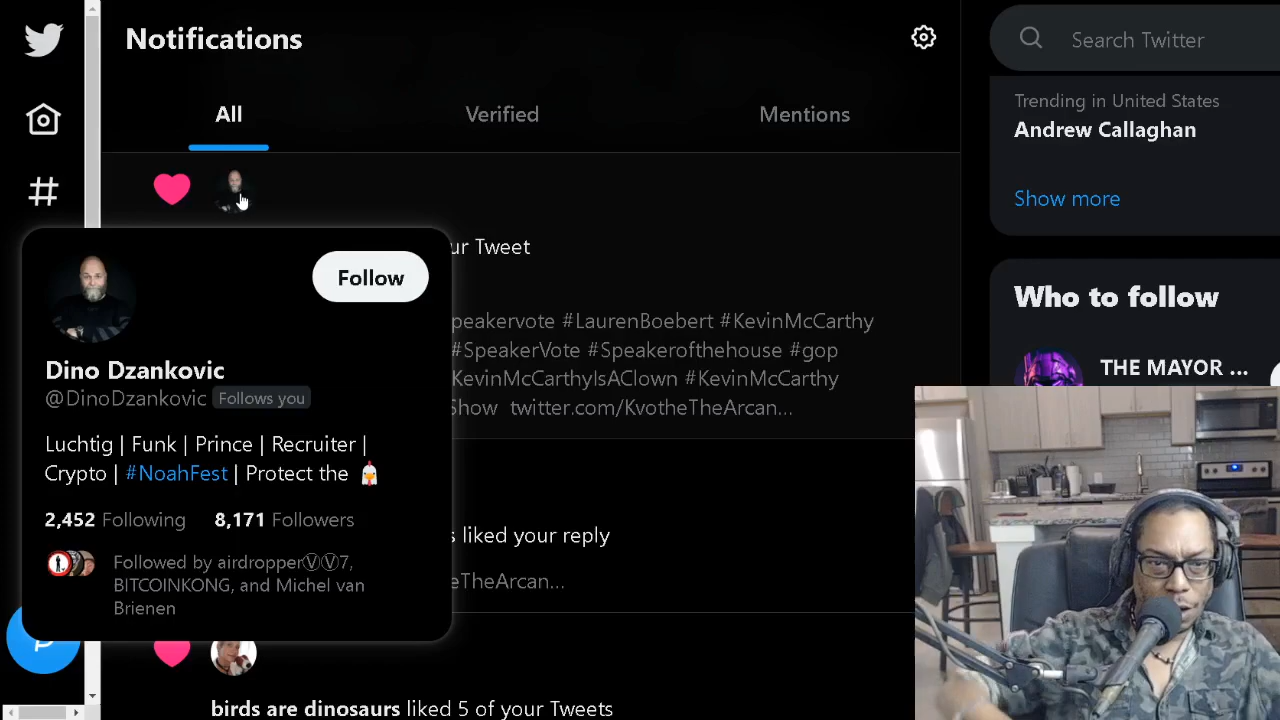 Notifications
Search Twitter
All
Verified
Mentions
Trending in United States
Andrew Callaghan
Show more
ur Tweet
peakervote #LaurenBoebert #KevinMcCarthy
#SpeakerVote #Speakerofthehouse #gop
KevinMcCarthyIsAClown #KevinMcCarthy
Show twitter.com/KvotheTheArcan...
Follow
Dino Dzankovic
@DinoDzankovic Follows you
Luchtig | Funk | Prince | Recruiter |
Crypto | #NoahFest | Protect the 🐔
2,452 Following 8,171 Followers
Followed by airdropperⓋⓋ7,
BITCOINKONG, and Michel van
Brienen
s liked your reply
eTheArcan...
birds are dinosaurs liked 5 of your Tweets
Who to follow
THE MAYOR ...